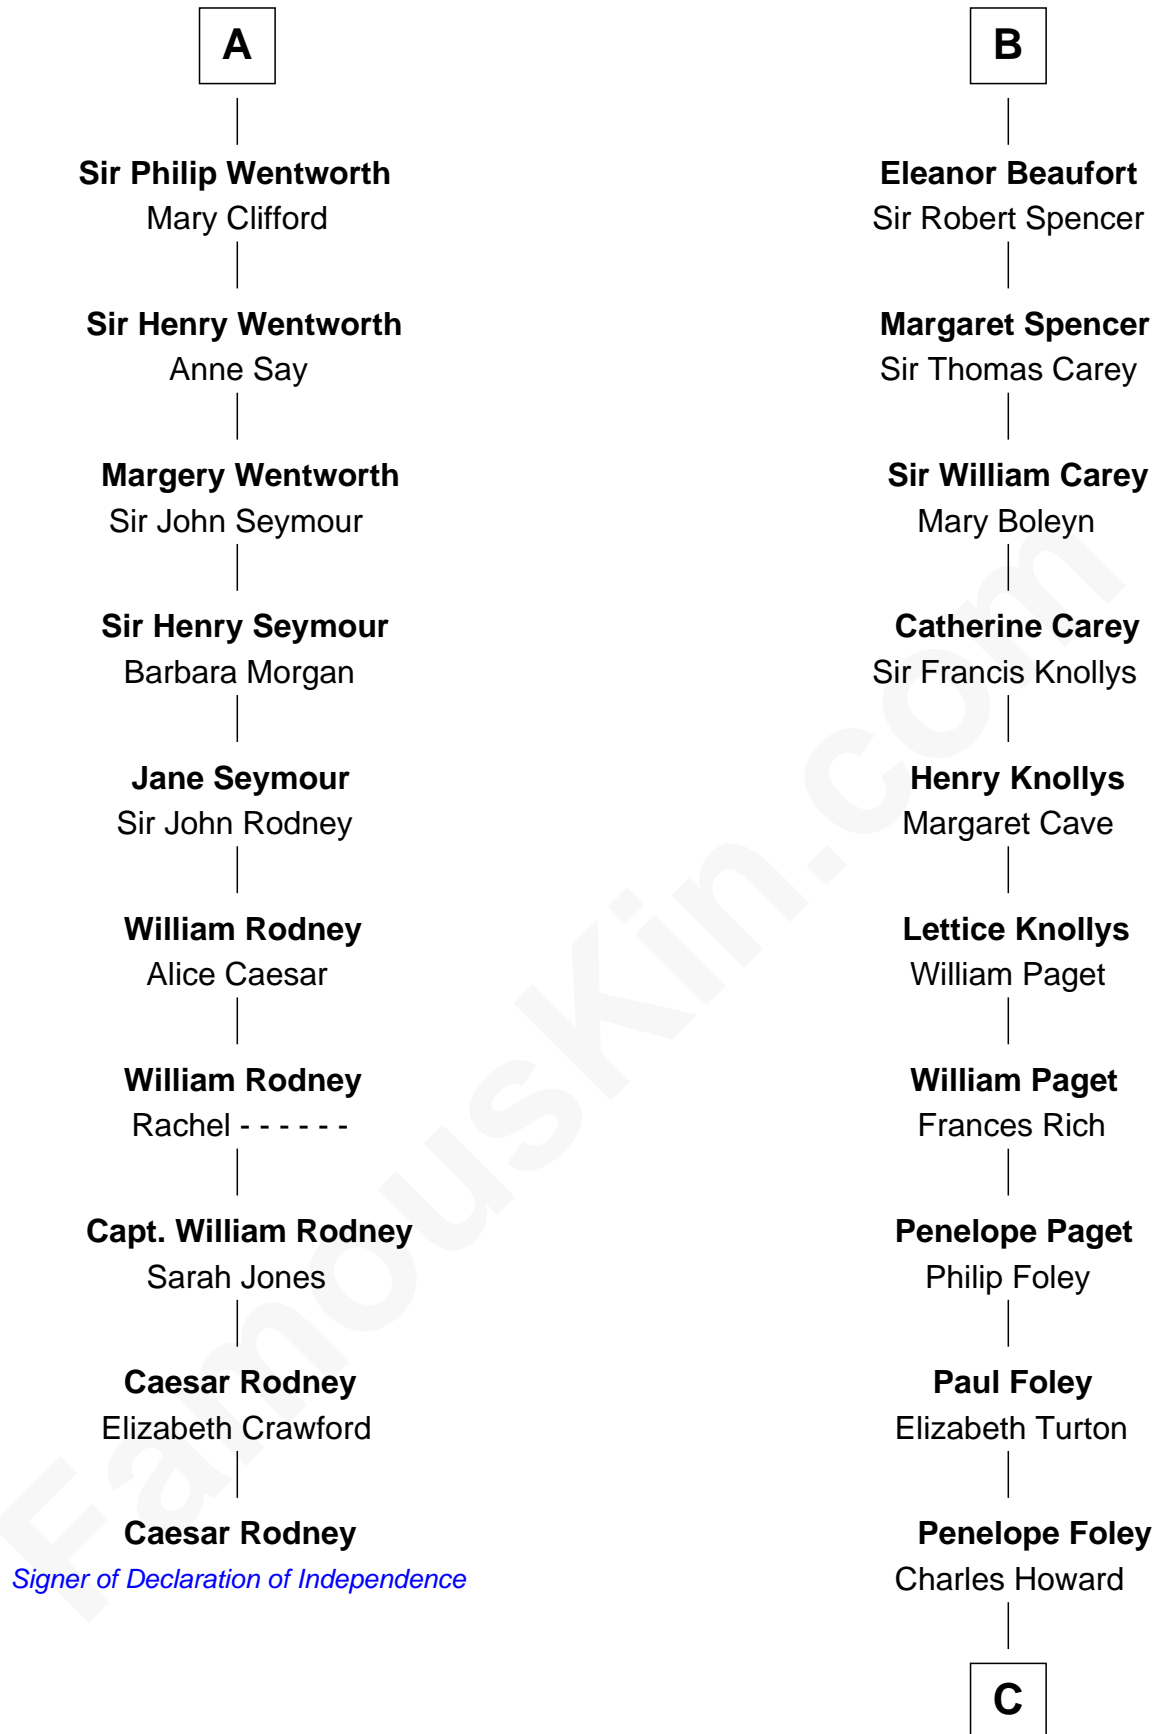 A
Sir Philip Wentworth
Mary Clifford
Sir Henry Wentworth
Anne Say
Margery Wentworth
Sir John Seymour
Sir Henry Seymour
Barbara Morgan
Jane Seymour
Sir John Rodney
William Rodney
Alice Caesar
William Rodney
Rachel - - - - - -
Capt. William Rodney
Sarah Jones
Caesar Rodney
Elizabeth Crawford
Caesar Rodney
Signer of Declaration of Independence
B
Eleanor Beaufort
Sir Robert Spencer
Margaret Spencer
Sir Thomas Carey
Sir William Carey
Mary Boleyn
Catherine Carey
Sir Francis Knollys
Henry Knollys
Margaret Cave
Lettice Knollys
William Paget
William Paget
Frances Rich
Penelope Paget
Philip Foley
Paul Foley
Elizabeth Turton
Penelope Foley
Charles Howard
C
FamousKin.com